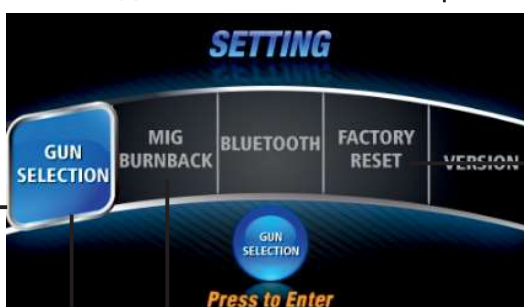 SETTING
GUN
SELECTION
MIG
BURNBACK
BLUETOOTH
FACTORY
RESET
VERSION
GUN
SELECTION
Press to Enter